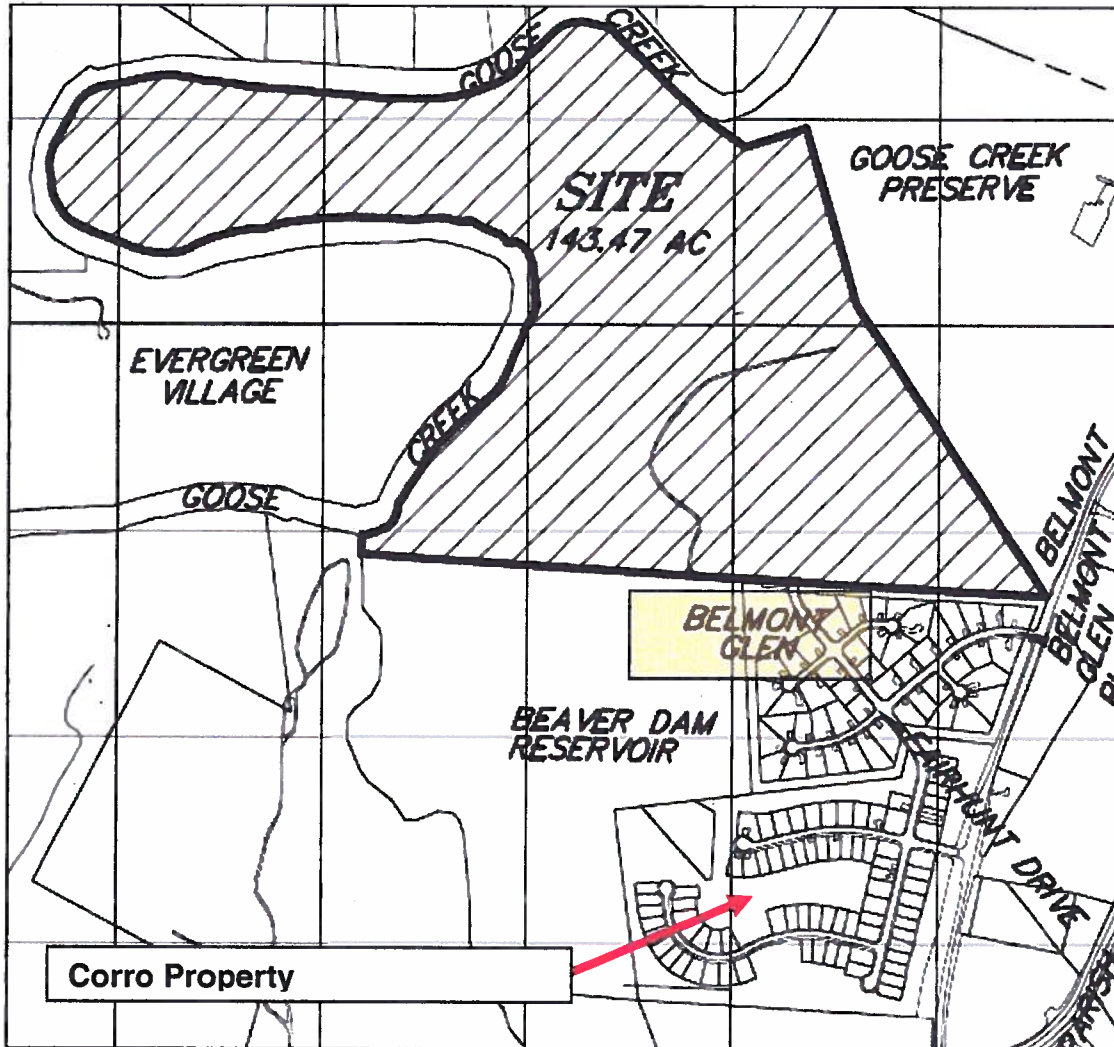 GOOSE
CREEK
SITE
143.47 AC
GOOSE CREEK
PRESERVE
EVERGREEN
VILLAGE
CREEK
GOOSE
BELMONT
BELMONT
GLEN
BELMONT
GLEN
BEAVER DAM
RESERVOIR
FAIRHUNT DRIVE
Corro Property